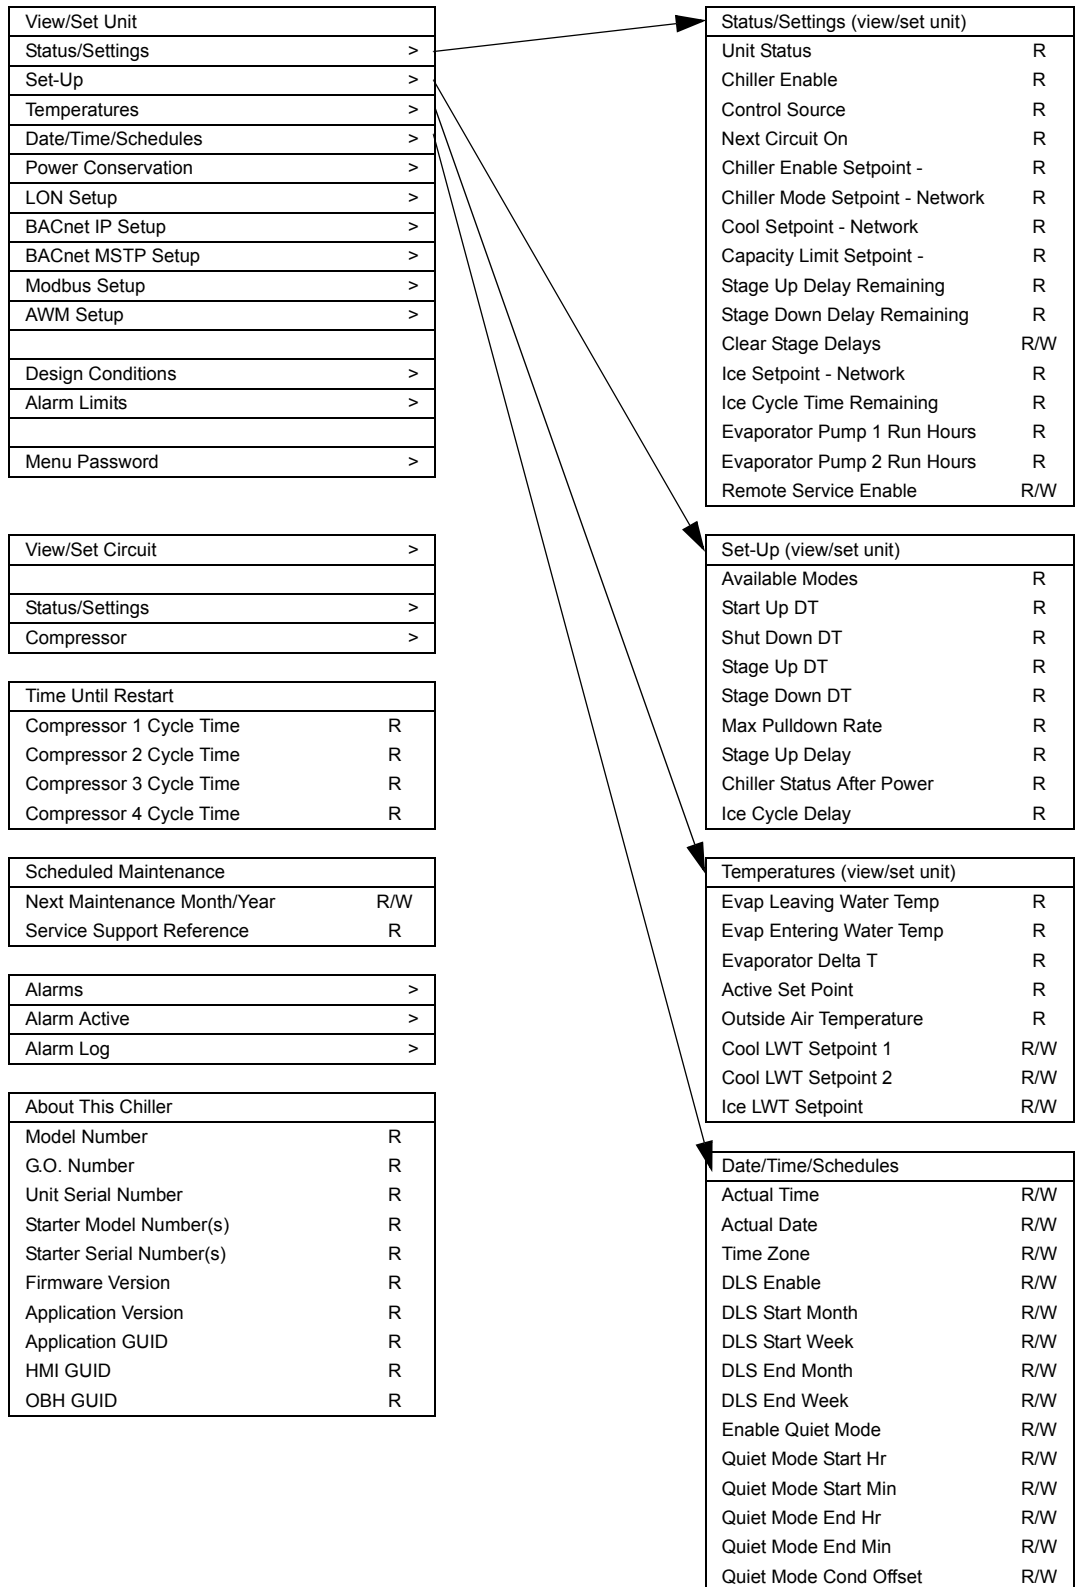 View/Set Unit
Status/Settings >
Set-Up >
Temperatures >
Date/Time/Schedules >
Power Conservation >
LON Setup >
BACnet IP Setup >
BACnet MSTP Setup >
Modbus Setup >
AWM Setup >
Design Conditions >
Alarm Limits >
Menu Password >
View/Set Circuit >
Status/Settings >
Compressor >
Time Until Restart
Compressor 1 Cycle Time R
Compressor 2 Cycle Time R
Compressor 3 Cycle Time R
Compressor 4 Cycle Time R
Scheduled Maintenance
Next Maintenance Month/Year R/W
Service Support Reference R
Alarms >
Alarm Active >
Alarm Log >
About This Chiller
Model Number R
G.O. Number R
Unit Serial Number R
Starter Model Number(s) R
Starter Serial Number(s) R
Firmware Version R
Application Version R
Application GUID R
HMI GUID R
OBH GUID R
Status/Settings (view/set unit)
Unit Status R
Chiller Enable R
Control Source R
Next Circuit On R
Chiller Enable Setpoint - R
Chiller Mode Setpoint - Network R
Cool Setpoint - Network R
Capacity Limit Setpoint - R
Stage Up Delay Remaining R
Stage Down Delay Remaining R
Clear Stage Delays R/W
Ice Setpoint - Network R
Ice Cycle Time Remaining R
Evaporator Pump 1 Run Hours R
Evaporator Pump 2 Run Hours R
Remote Service Enable R/W
Set-Up (view/set unit)
Available Modes R
Start Up DT R
Shut Down DT R
Stage Up DT R
Stage Down DT R
Max Pulldown Rate R
Stage Up Delay R
Chiller Status After Power R
Ice Cycle Delay R
Temperatures (view/set unit)
Evap Leaving Water Temp R
Evap Entering Water Temp R
Evaporator Delta T R
Active Set Point R
Outside Air Temperature R
Cool LWT Setpoint 1 R/W
Cool LWT Setpoint 2 R/W
Ice LWT Setpoint R/W
Date/Time/Schedules
Actual Time R/W
Actual Date R/W
Time Zone R/W
DLS Enable R/W
DLS Start Month R/W
DLS Start Week R/W
DLS End Month R/W
DLS End Week R/W
Enable Quiet Mode R/W
Quiet Mode Start Hr R/W
Quiet Mode Start Min R/W
Quiet Mode End Hr R/W
Quiet Mode End Min R/W
Quiet Mode Cond Offset R/W